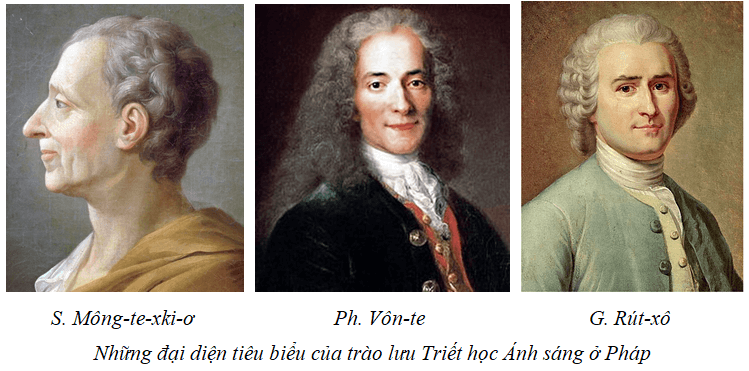 S. Mông-te-xki-ơ Ph. Vôn-te G. Rút-xô
Những đại diện tiêu biểu của trào lưu Triết học Ánh sáng ở Pháp